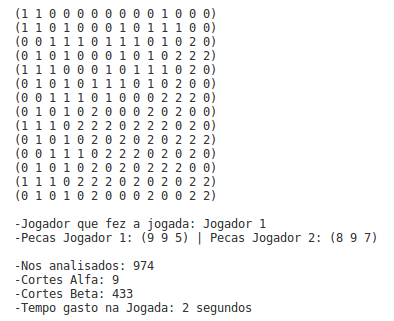 (1 1 0 0 0 0 0 0 0 0 1 0 0 0)
(1 1 0 1 0 0 0 1 0 1 1 1 0 0)
(0 0 1 1 1 0 1 1 1 0 1 0 2 0)
(0 1 0 1 0 0 0 1 0 1 0 2 2 2)
(1 1 1 0 0 0 1 0 1 1 1 0 2 0)
(0 1 0 1 0 1 1 1 0 1 0 2 0 0)
(0 0 1 1 1 0 1 0 0 0 2 2 2 0)
(0 1 0 1 0 2 0 0 0 2 0 2 0 0)
(1 1 1 0 2 2 2 0 2 2 2 0 2 0)
(0 1 0 1 0 2 0 2 0 2 0 2 2 2)
(0 0 1 1 1 0 2 2 2 0 2 0 2 0)
(0 1 0 1 0 2 0 2 0 2 2 2 0 0)
(1 1 1 0 2 2 2 0 2 0 2 0 2 2)
(0 1 0 1 0 2 0 0 0 2 0 0 2 2)
-Jogador que fez a jogada: Jogador 1
-Pecas Jogador 1: (9 9 5) | Pecas Jogador 2: (8 9 7)
-Nos analisados: 974
-Cortes Alfa: 9
-Cortes Beta: 433
-Tempo gasto na Jogada: 2 segundos